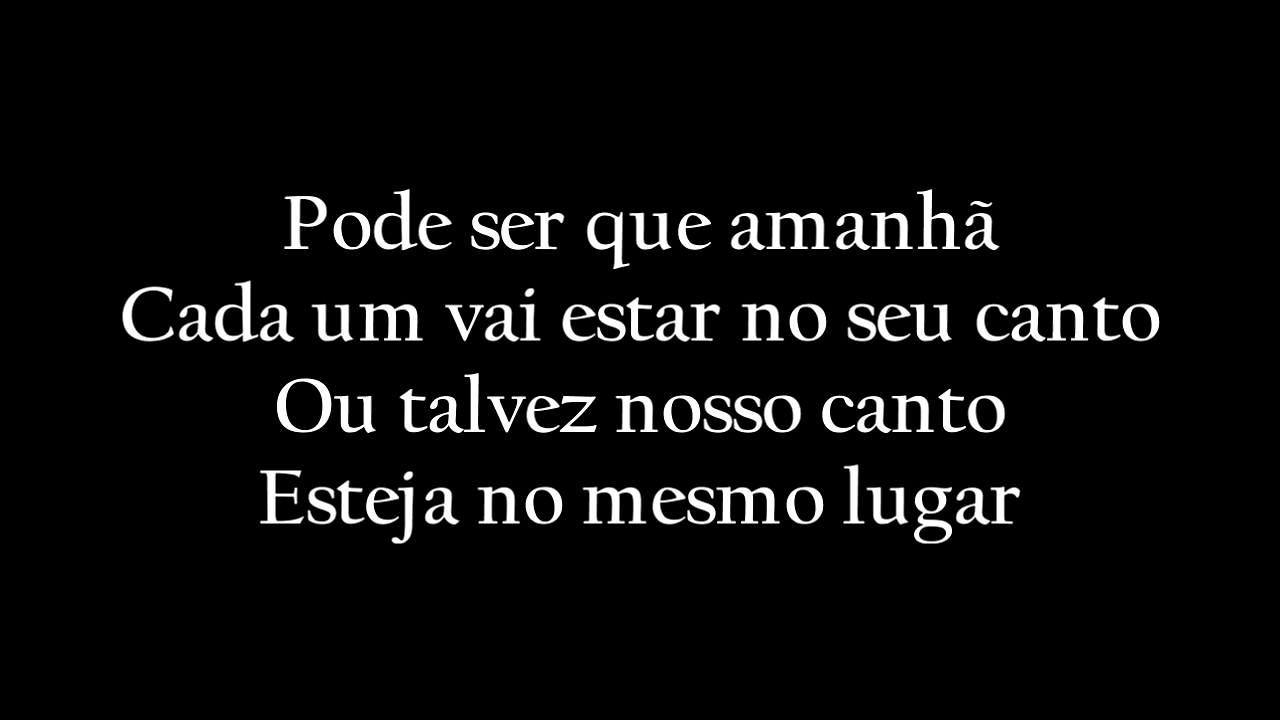 Pode ser que amanhã
Cada um vai estar no seu canto
Ou talvez nosso canto
Esteja no mesmo lugar